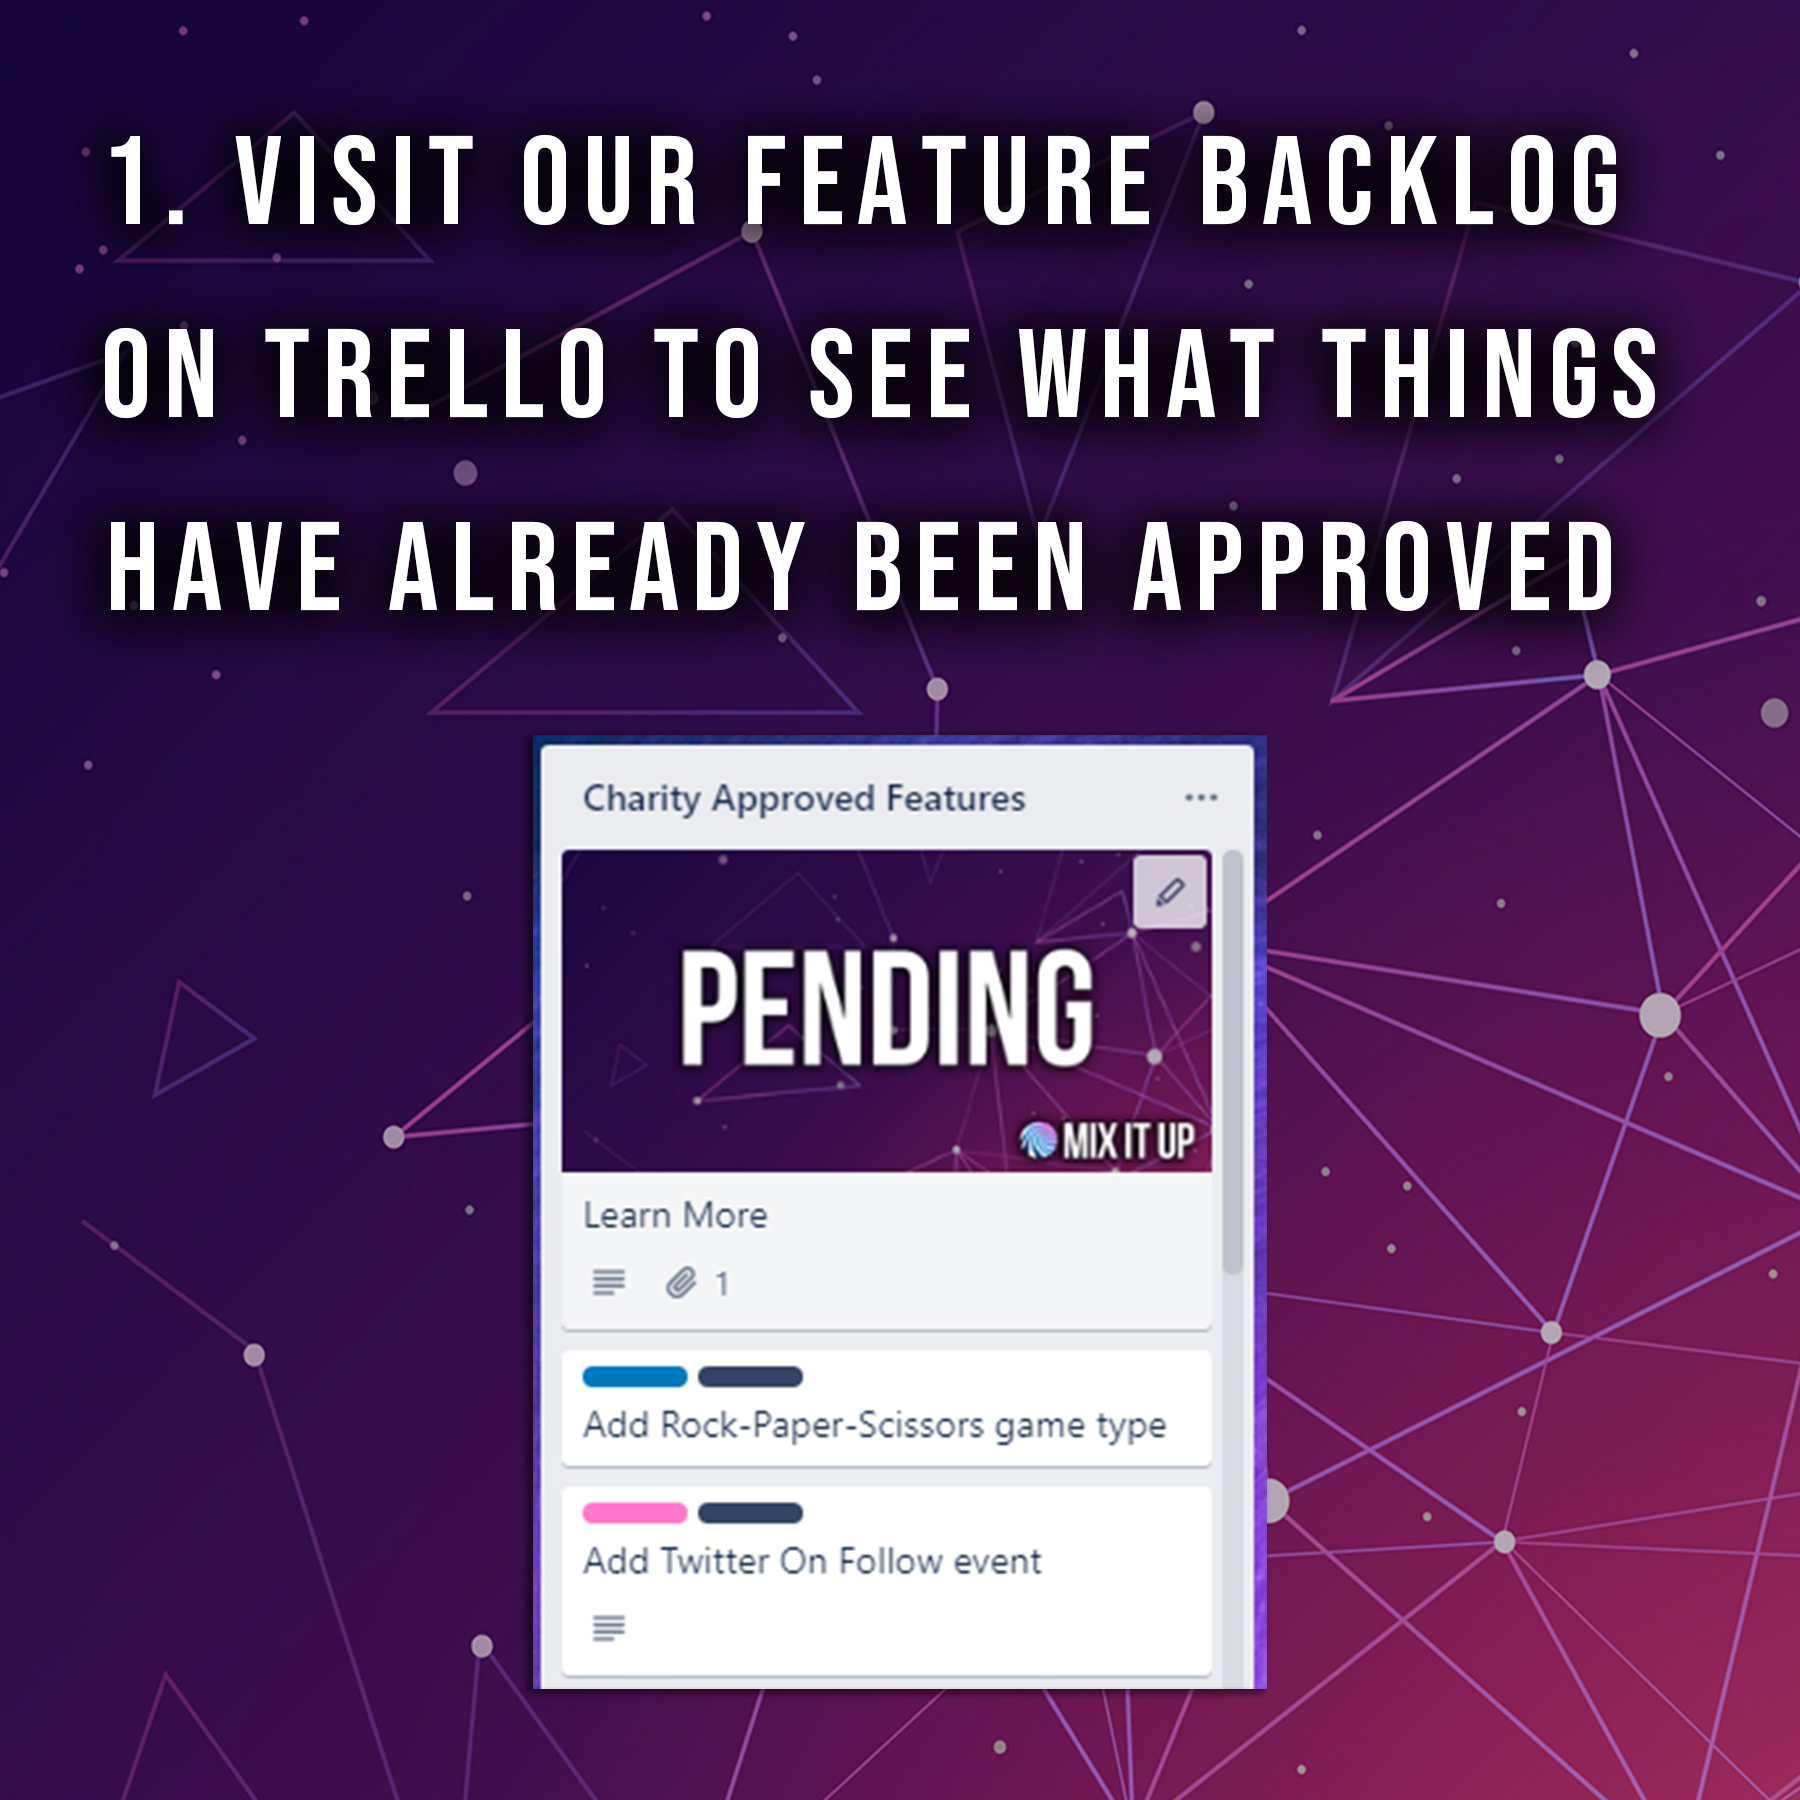 1. VISIT OUR FEATURE BACKLOG
ON TRELLO TO SEE WHAT THINGS
HAVE ALREADY BEEN APPROVED
Charity Approved Features
PENDING
MIX IT UP
Learn More
1
Add Rock-Paper-Scissors game type
Add Twitter On Follow event